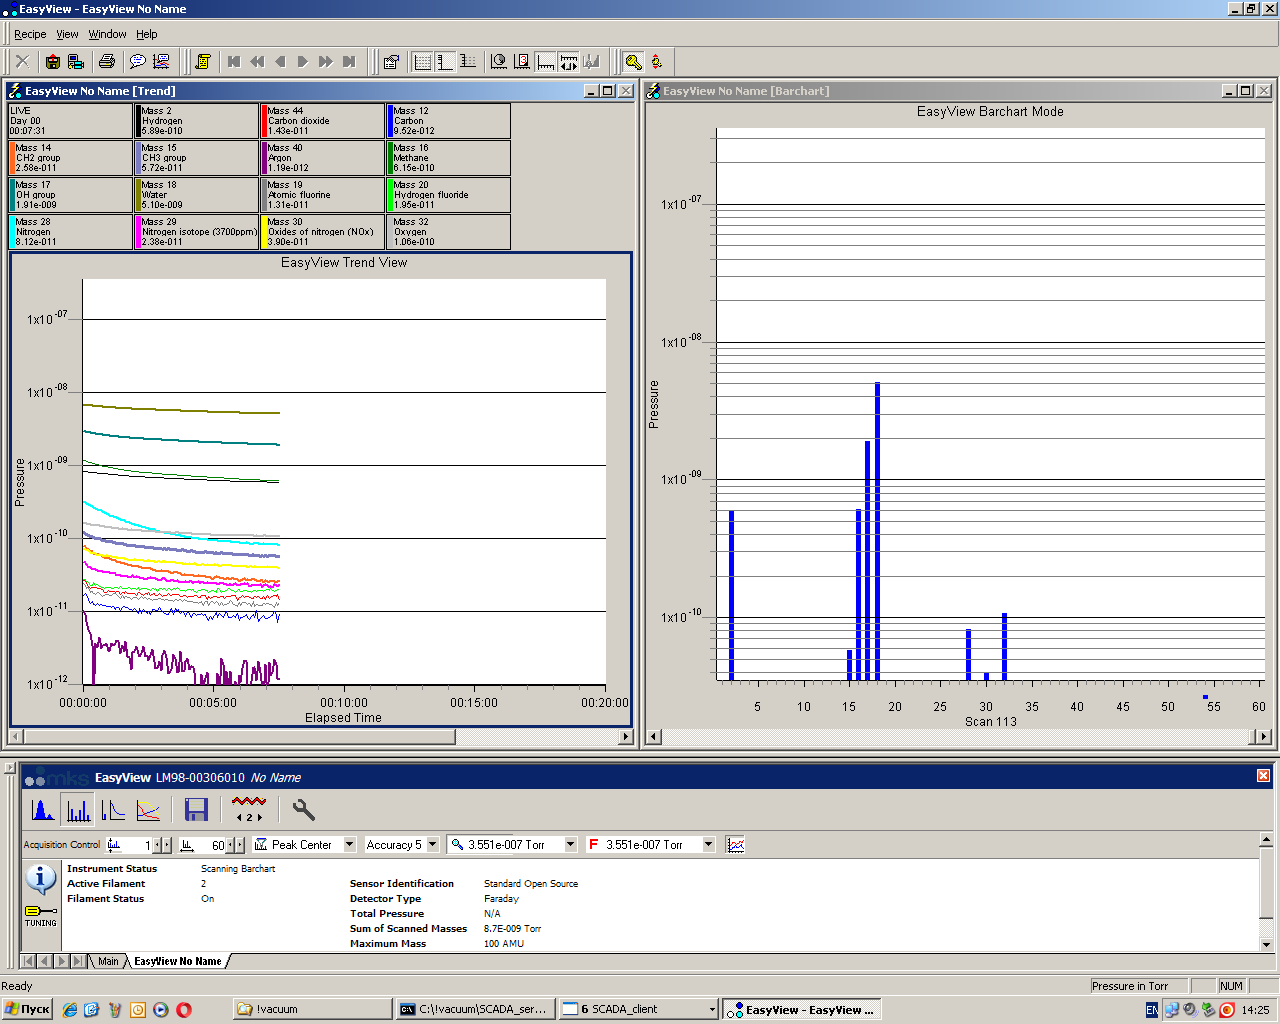 EasyView - EasyView No Name
Recipe View Window Help
EasyView No Name [Trend]
LIVE
Day 00
00:07:31
Mass 2
Hydrogen
5.89e-010
Mass 44
Carbon dioxide
1.43e-011
Mass 12
Carbon
9.52e-012
Mass 14
CH2 group
2.58e-011
Mass 15
CH3 group
5.72e-011
Mass 40
Argon
1.19e-012
Mass 16
Methane
6.15e-010
Mass 17
OH group
1.91e-009
Mass 18
Water
5.10e-009
Mass 19
Atomic fluorine
1.31e-011
Mass 20
Hydrogen fluoride
1.95e-011
Mass 28
Nitrogen
8.12e-011
Mass 29
Nitrogen isotope (3700ppm)
2.38e-011
Mass 30
Oxides of nitrogen (NOx)
3.90e-011
Mass 32
Oxygen
1.06e-010
EasyView Trend View
1x10 -07
1x10 -08
1x10 -09
1x10 -10
1x10 -11
1x10 -12
Pressure
00:00:00 00:05:00 00:10:00 00:15:00 00:20:00
Elapsed Time
EasyView No Name [Barchart]
EasyView Barchart Mode
1x10 -07
1x10 -08
1x10 -09
1x10 -10
Pressure
5 10 15 20 25 30 35 40 45 50 55 60
Scan 113
mks EasyView LM98-00306010 No Name
2
Acquisition Control 1 60 Peak Center Accuracy 5 3.551e-007 Torr F 3.551e-007 Torr
TUNING
Instrument Status Scanning Barchart
Active Filament 2 Sensor Identification Standard Open Source
Filament Status On Detector Type Faraday
Total Pressure N/A
Sum of Scanned Masses 8.7E-009 Torr
Maximum Mass 100 AMU
Main EasyView No Name
Ready Pressure in Torr NUM
Пуск !vacuum C:\!vacuum\SCADA_ser... 6 SCADA_client EasyView - EasyView ... EN 14:25